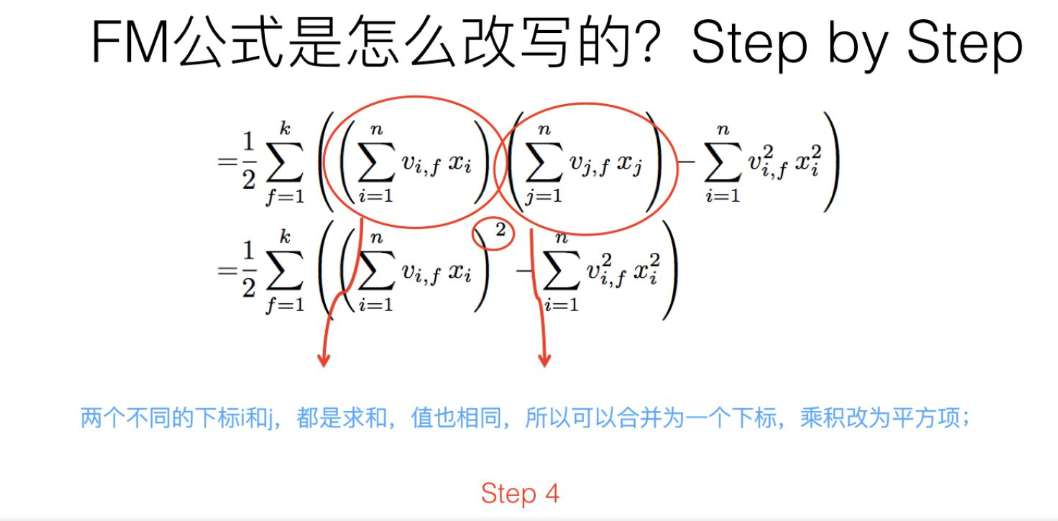 FM公式是怎么改写的？Step by Step
=\frac{1}{2}\sum_{f=1}^{k}\left(\left(\sum_{i=1}^{n}v_{i,f}x_i\right)\left(\sum_{j=1}^{n}v_{j,f}x_j\right)-\sum_{i=1}^{n}v_{i,f}^2x_i^2\right)
=\frac{1}{2}\sum_{f=1}^{k}\left(\left(\sum_{i=1}^{n}v_{i,f}x_i\right)^2-\sum_{i=1}^{n}v_{i,f}^2x_i^2\right)
两个不同的下标i和j，都是求和，值也相同，所以可以合并为一个下标，乘积改为平方项；
Step 4